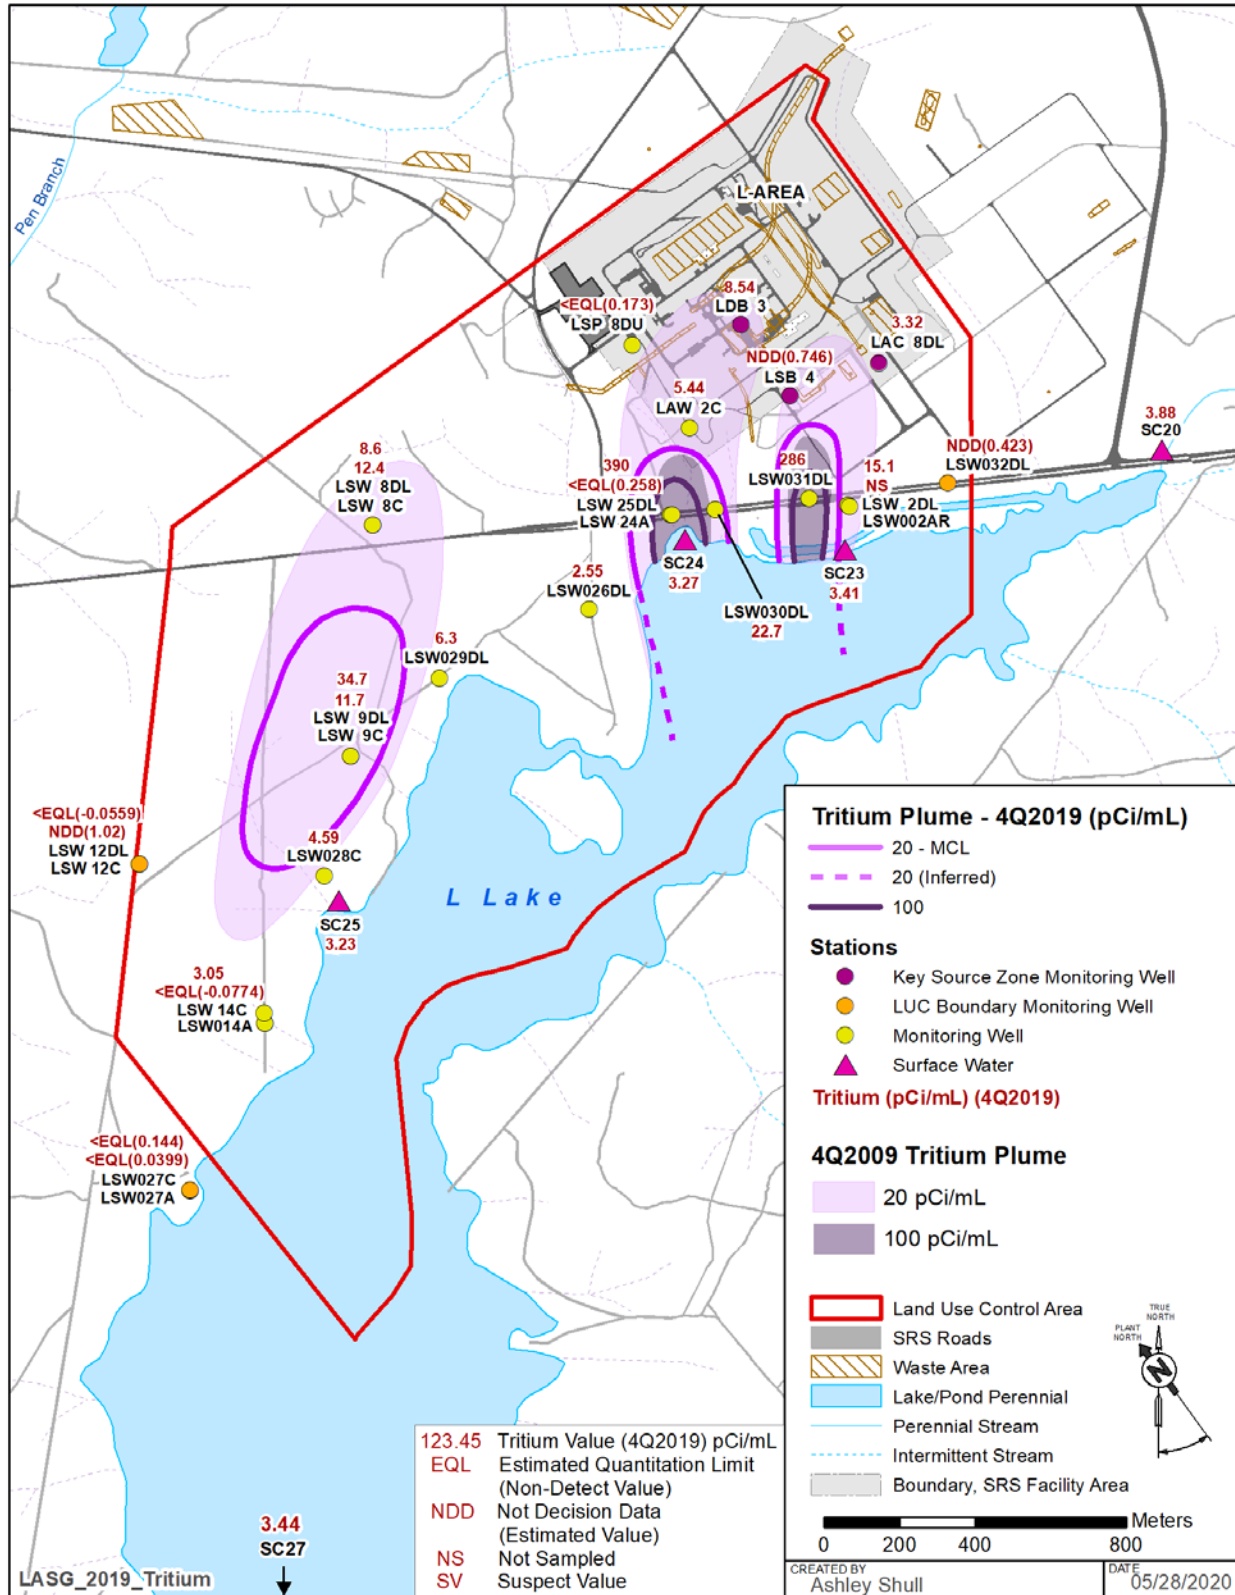 Pen Branch
L-AREA
8.54
LDB 3
<EQL(0.173)
LSP 8DU
3.32
LAC 8DL
NDD(0.746)
LSB 4
5.44
LAW 2C
3.88
SC20
NDD(0.423)
LSW032DL
8.6
12.4
LSW 8DL
LSW 8C
390
<EQL(0.258)
LSW 25DL
LSW 24A
286
LSW031DL
15.1
NS
LSW 2DL
LSW002AR
SC24
3.27
SC23
3.41
2.55
LSW026DL
LSW030DL
22.7
6.3
LSW029DL
34.7
11.7
LSW 9DL
LSW 9C
<EQL(-0.0559)
NDD(1.02)
LSW 12DL
LSW 12C
4.59
LSW028C
L Lake
SC25
3.23
3.05
<EQL(-0.0774)
LSW 14C
LSW014A
<EQL(0.144)
<EQL(0.0399)
LSW027C
LSW027A
3.44
SC27
LASG_2019_Tritium
123.45 Tritium Value (4Q2019) pCi/mL
EQL Estimated Quantitation Limit
(Non-Detect Value)
NDD Not Decision Data
(Estimated Value)
NS Not Sampled
SV Suspect Value
Tritium Plume - 4Q2019 (pCi/mL)
20 - MCL
20 (Inferred)
100
Stations
Key Source Zone Monitoring Well
LUC Boundary Monitoring Well
Monitoring Well
Surface Water
Tritium (pCi/mL) (4Q2019)
4Q2009 Tritium Plume
20 pCi/mL
100 pCi/mL
Land Use Control Area
SRS Roads
Waste Area
Lake/Pond Perennial
Perennial Stream
Intermittent Stream
Boundary, SRS Facility Area
TRUE
NORTH
PLANT
NORTH
N
Meters
0 200 400 800
CREATED BY
Ashley Shull
DATE
05/28/2020